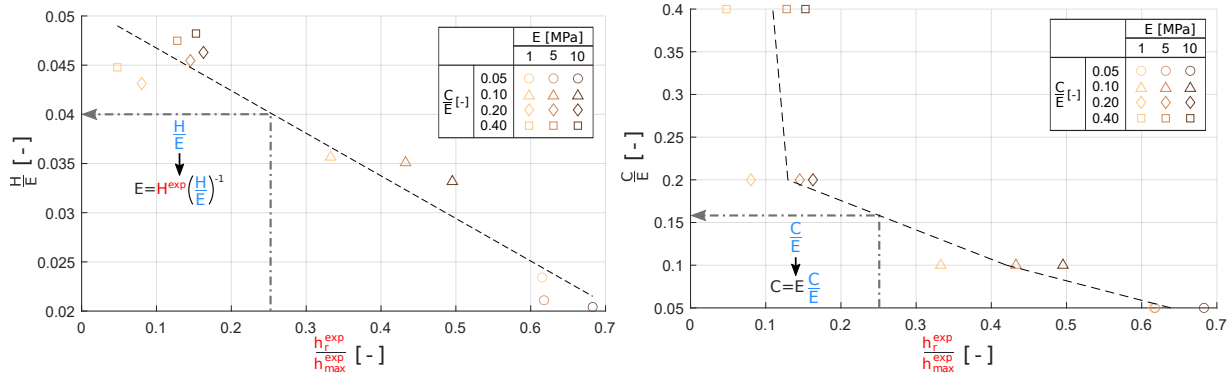 0.05
0.045
0.04
0.035
0.03
0.025
0.02
H/E [-]
E [MPa]
1 5 10
C/E [-]
0.05
0.10
0.20
0.40
H/E
E=H^exp(H/E)^-1
0 0.1 0.2 0.3 0.4 0.5 0.6 0.7
h_r^exp/h_max^exp [-]
0.4
0.35
0.3
0.25
0.2
0.15
0.1
0.05
C/E [-]
E [MPa]
1 5 10
C/E [-]
0.05
0.10
0.20
0.40
C/E
C=E C/E
0 0.1 0.2 0.3 0.4 0.5 0.6 0.7
h_r^exp/h_max^exp [-]